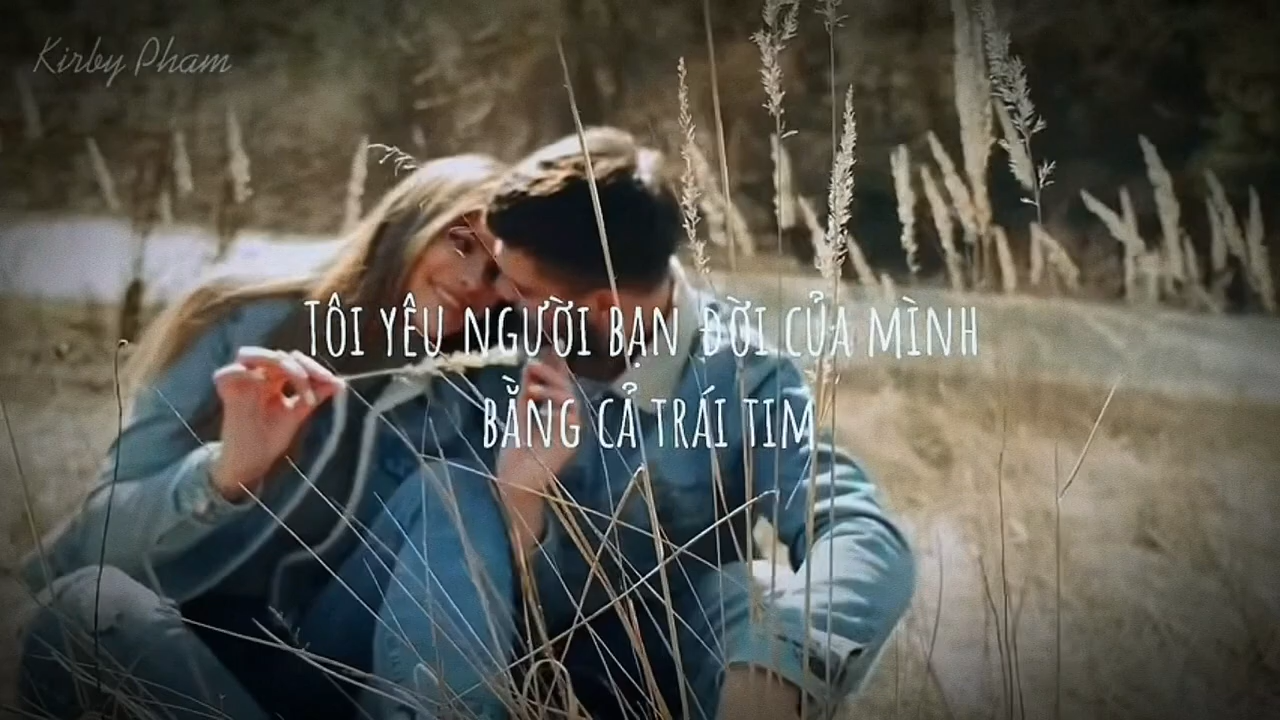 Kirby Pham
TÔI YÊU NGƯỜI BẠN ĐỜI CỦA MÌNH
BẰNG CẢ TRÁI TIM